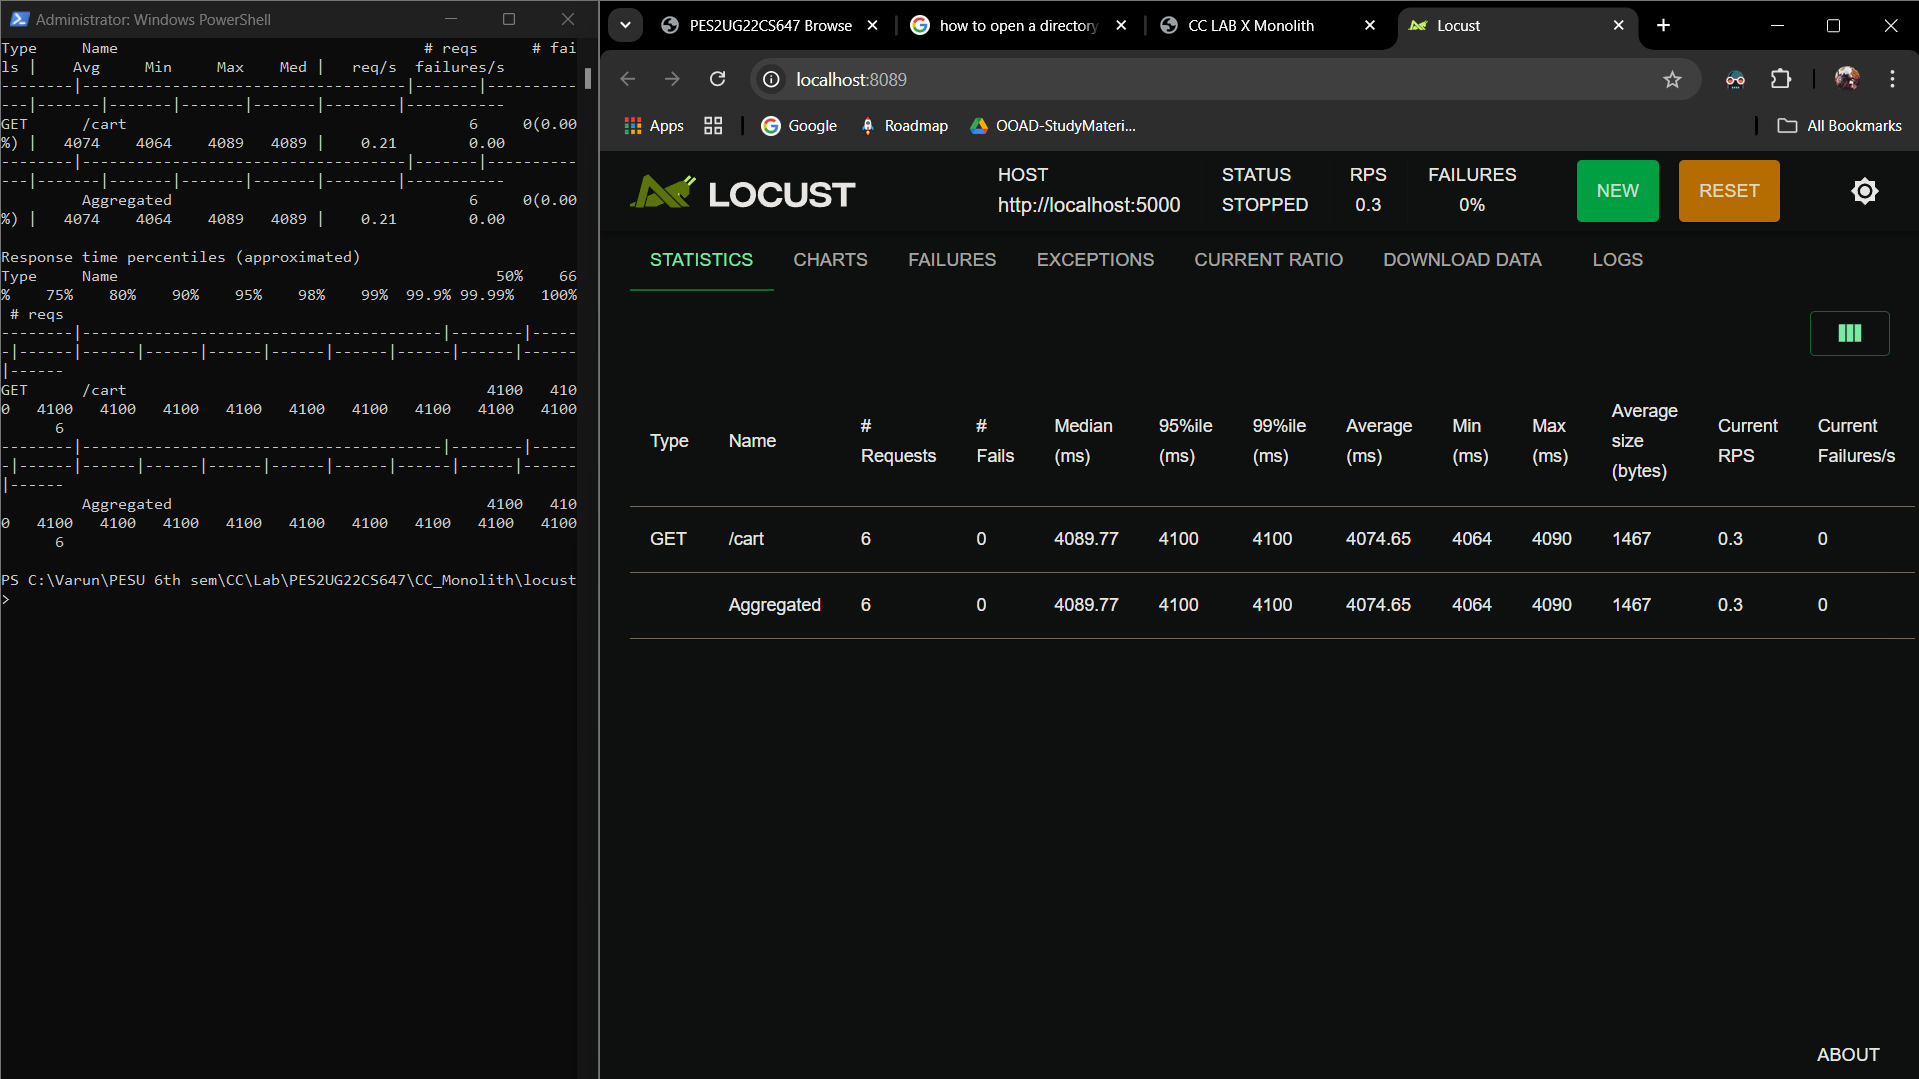 Administrator: Windows PowerShell
Type     Name                                  # reqs      # fai
ls |    Avg     Min     Max    Med |   req/s  failures/s
--------|------------------------------------|-------|----------
---|-------|-------|-------|-------|--------|-----------
GET      /cart                                      6     0(0.00
%) |   4074    4064    4089   4089 |    0.21        0.00
--------|------------------------------------|-------|----------
---|-------|-------|-------|-------|--------|-----------
         Aggregated                                 6     0(0.00
%) |   4074    4064    4089   4089 |    0.21        0.00
Response time percentiles (approximated)
Type     Name                                          50%    66
%    75%    80%    90%    95%    98%    99%  99.9% 99.99%   100%
 # reqs
--------|----------------------------------------|--------|-----
-|------|------|------|------|------|------|------|------|------
|------
GET      /cart                                        4100   410
0   4100   4100   4100   4100   4100   4100   4100   4100   4100
      6
--------|----------------------------------------|--------|-----
-|------|------|------|------|------|------|------|------|------
|------
         Aggregated                                   4100   410
0   4100   4100   4100   4100   4100   4100   4100   4100   4100
      6
PS C:\Varun\PESU 6th sem\CC\Lab\PES2UG22CS647\CC_Monolith\locust
>
PES2UG22CS647 Browse
how to open a directory
CC LAB X Monolith
Locust
localhost:8089
Apps
Google
Roadmap
OOAD-StudyMateri...
All Bookmarks
LOCUST
HOST
http://localhost:5000
STATUS
STOPPED
RPS
0.3
FAILURES
0%
NEW
RESET
STATISTICS CHARTS FAILURES EXCEPTIONS CURRENT RATIO DOWNLOAD DATA LOGS
Type Name # Requests # Fails Median (ms) 95%ile (ms) 99%ile (ms) Average (ms) Min (ms) Max (ms) Average size (bytes) Current RPS Current Failures/s
GET /cart 6 0 4089.77 4100 4100 4074.65 4064 4090 1467 0.3 0
Aggregated 6 0 4089.77 4100 4100 4074.65 4064 4090 1467 0.3 0
ABOUT